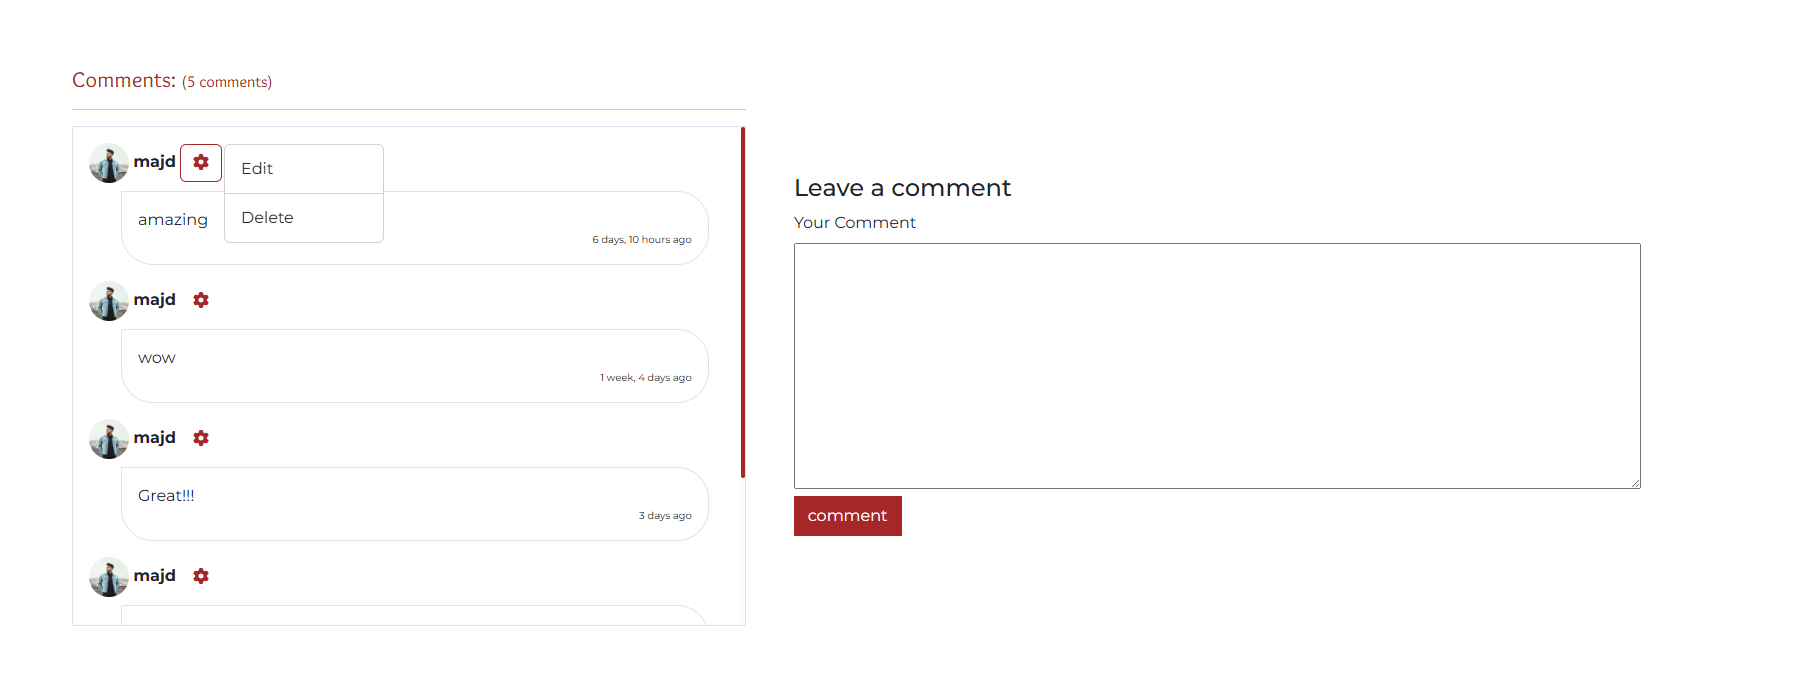 Comments: (5 comments)
majd
Edit
Delete
amazing
6 days, 10 hours ago
majd
wow
1 week, 4 days ago
majd
Great!!!
3 days ago
majd
Leave a comment
Your Comment
comment